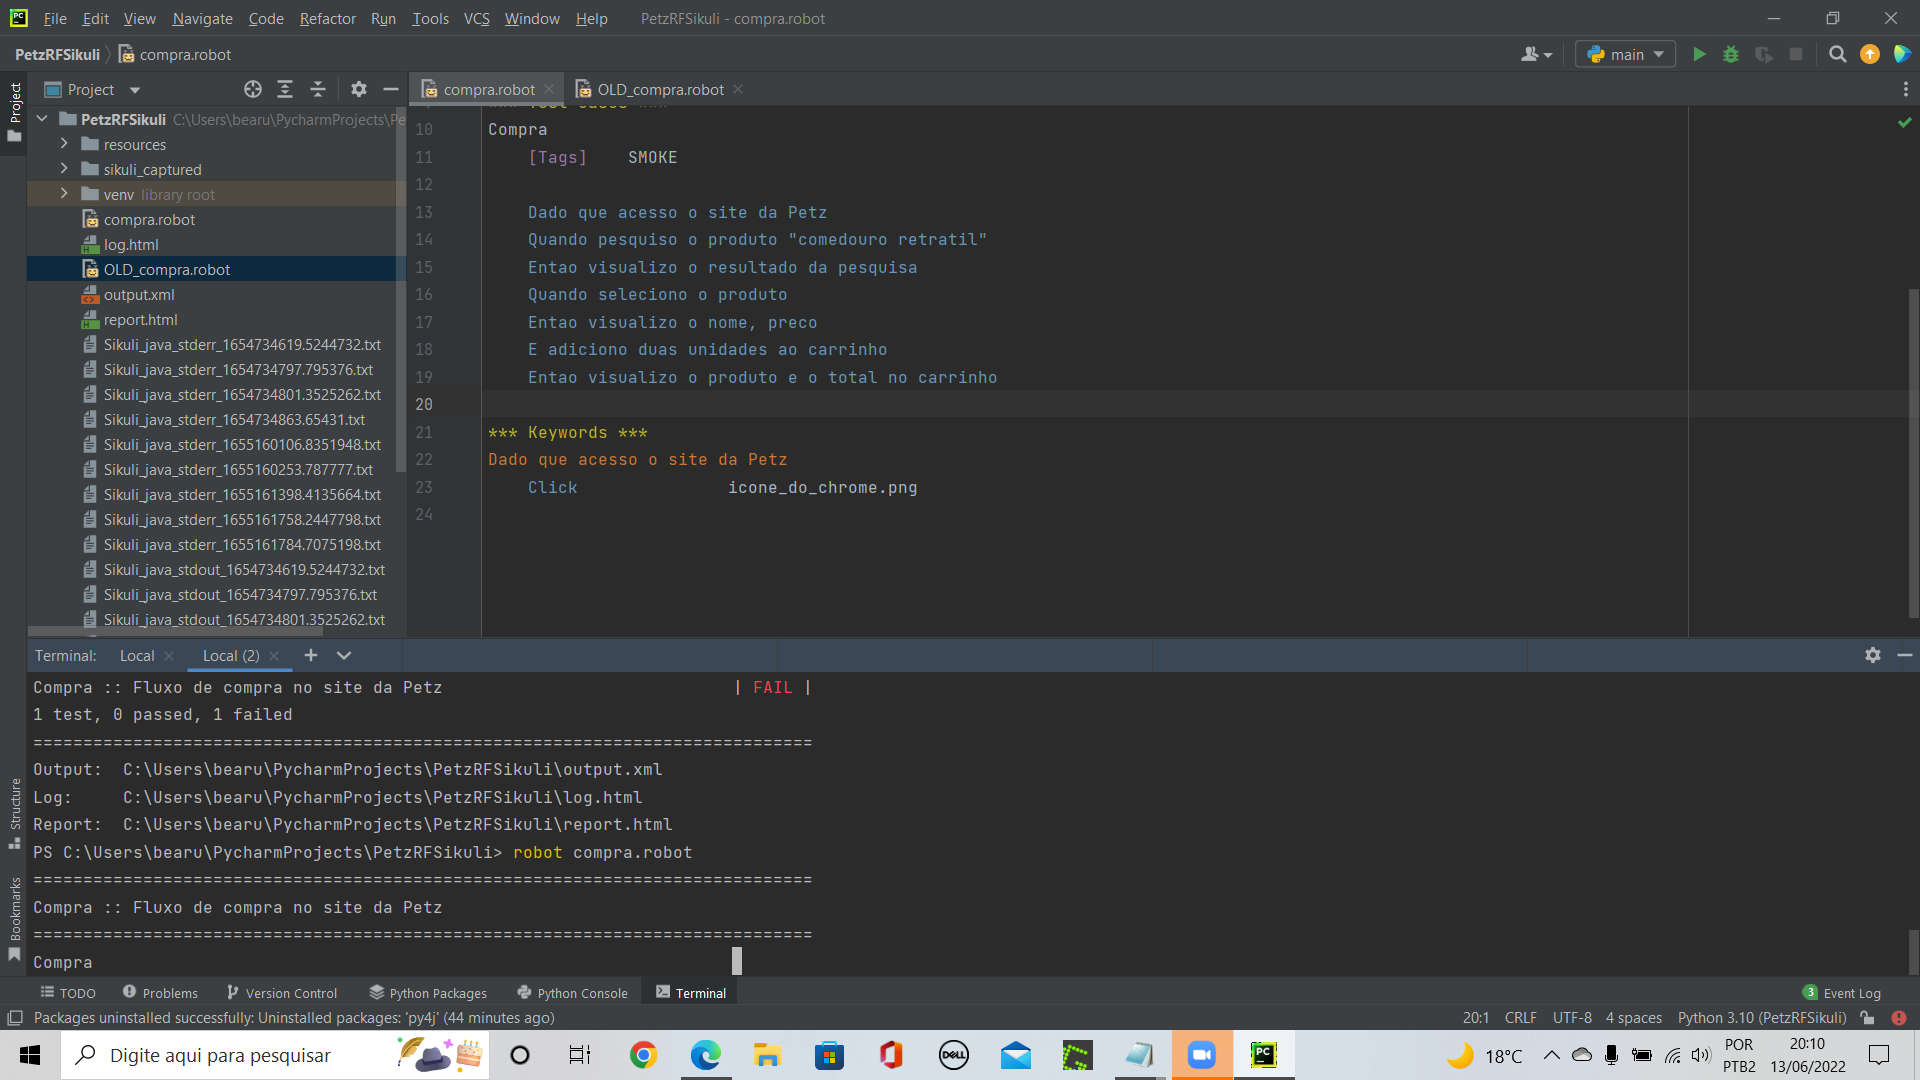 File Edit View Navigate Code Refactor Run Tools VCS Window Help PetzRFSikuli - compra.robot
PetzRFSikuli compra.robot main
Project
Project
compra.robot OLD_compra.robot
PetzRFSikuli C:\Users\bearu\PycharmProjects\Pe
resources
sikuli_captured
venv library root
compra.robot
log.html
OLD_compra.robot
output.xml
report.html
Sikuli_java_stderr_1654734619.5244732.txt
Sikuli_java_stderr_1654734797.795376.txt
Sikuli_java_stderr_1654734801.3525262.txt
Sikuli_java_stderr_1654734863.65431.txt
Sikuli_java_stderr_1655160106.8351948.txt
Sikuli_java_stderr_1655160253.787777.txt
Sikuli_java_stderr_1655161398.4135664.txt
Sikuli_java_stderr_1655161758.2447798.txt
Sikuli_java_stderr_1655161784.7075198.txt
Sikuli_java_stdout_1654734619.5244732.txt
Sikuli_java_stdout_1654734797.795376.txt
Sikuli_java_stdout_1654734801.3525262.txt
10 Compra
11 [Tags] SMOKE
12
13 Dado que acesso o site da Petz
14 Quando pesquiso o produto "comedouro retratil"
15 Entao visualizo o resultado da pesquisa
16 Quando seleciono o produto
17 Entao visualizo o nome, preco
18 E adiciono duas unidades ao carrinho
19 Entao visualizo o produto e o total no carrinho
20
21 *** Keywords ***
22 Dado que acesso o site da Petz
23 Click icone_do_chrome.png
24
Terminal: Local Local (2)
Compra :: Fluxo de compra no site da Petz | FAIL |
1 test, 0 passed, 1 failed
==============================================================================
Output: C:\Users\bearu\PycharmProjects\PetzRFSikuli\output.xml
Log: C:\Users\bearu\PycharmProjects\PetzRFSikuli\log.html
Report: C:\Users\bearu\PycharmProjects\PetzRFSikuli\report.html
PS C:\Users\bearu\PycharmProjects\PetzRFSikuli> robot compra.robot
==============================================================================
Compra :: Fluxo de compra no site da Petz
==============================================================================
Compra
Structure
Bookmarks
TODO Problems Version Control Python Packages Python Console Terminal 3 Event Log
Packages uninstalled successfully: Uninstalled packages: 'py4j' (44 minutes ago) 20:1 CRLF UTF-8 4 spaces Python 3.10 (PetzRFSikuli)
Digite aqui para pesquisar
DELL
PC
18°C
POR
PTB2
20:10
13/06/2022